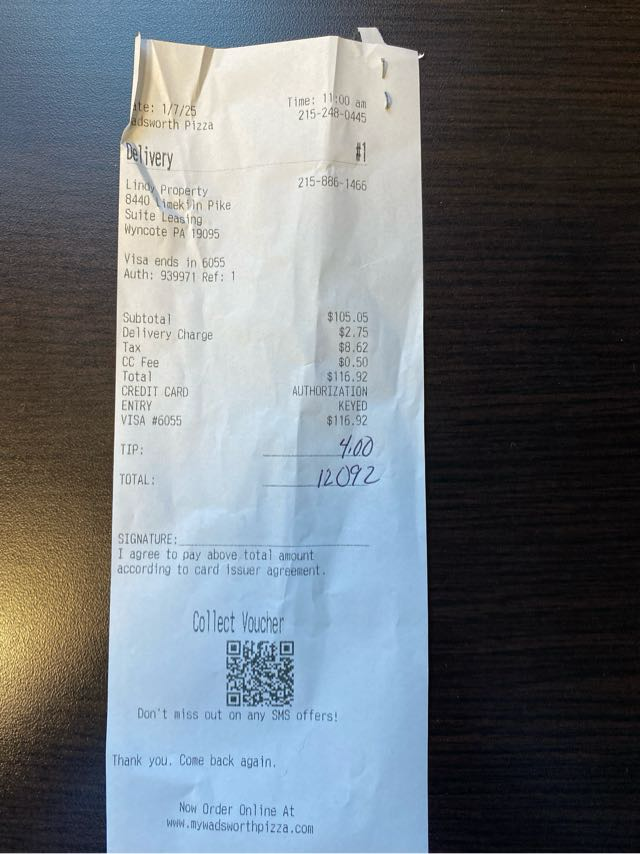 ate: 1/7/25 Time: 11:00 am
adsworth Pizza 215-248-0445
Delivery #1
Lindy Property 215-886-1466
8440 Limekiln Pike
Suite Leasing
Wyncote PA 19095
Visa ends in 6055
Auth: 939971 Ref: 1
Subtotal $105.05
Delivery Charge $2.75
Tax $8.62
CC Fee $0.50
Total $116.92
CREDIT CARD AUTHORIZATION
ENTRY KEYED
VISA #6055 $116.92
TIP: 4.00
TOTAL: 12092
SIGNATURE:
I agree to pay above total amount
according to card issuer agreement.
Collect Voucher
Don't miss out on any SMS offers!
Thank you. Come back again.
Now Order Online At
www.mywadsworthpizza.com